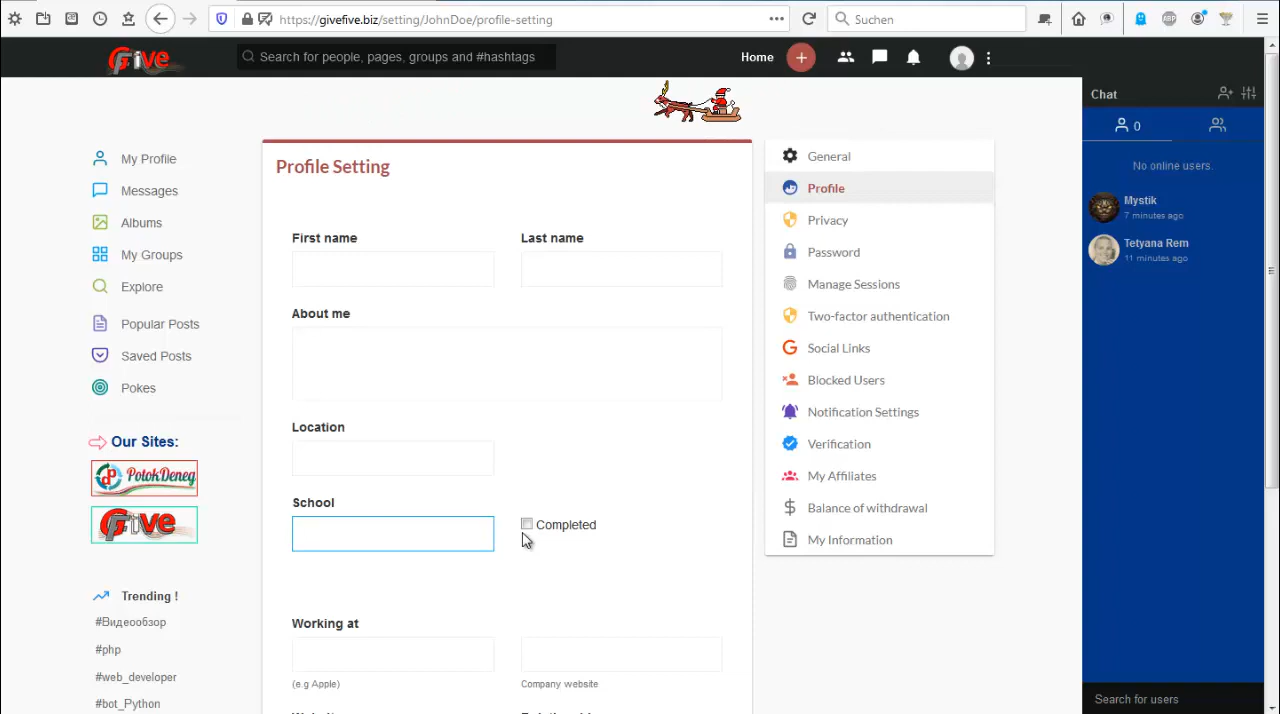 https://givefive.biz/setting/JohnDoe/profile-setting
Suchen
GFive
Search for people, pages, groups and #hashtags
Home
Chat
0
No online users.
Mystik
7 minutes ago
Tetyana Rem
11 minutes ago
Search for users
My Profile
Messages
Albums
My Groups
Explore
Popular Posts
Saved Posts
Pokes
Our Sites:
PotokDeneg
GFive
Trending !
#Видеообзор
#php
#web_developer
#bot_Python
Profile Setting
First name
Last name
About me
Location
School
Completed
Working at
(e.g Apple)
Company website
General
Profile
Privacy
Password
Manage Sessions
Two-factor authentication
Social Links
Blocked Users
Notification Settings
Verification
My Affiliates
Balance of withdrawal
My Information